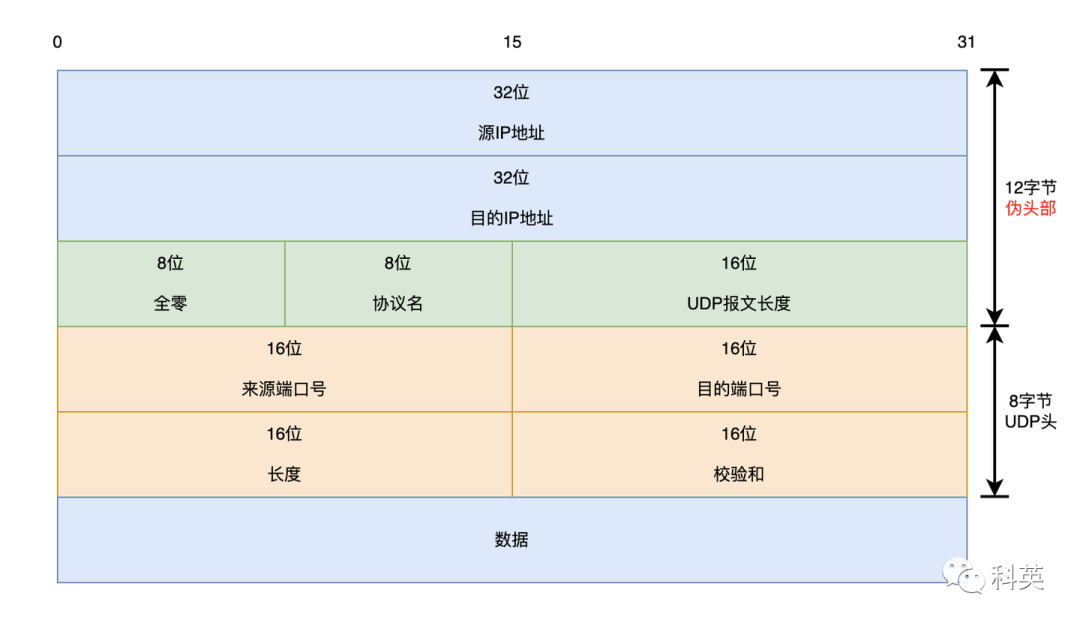 0
15
31
32位
源IP地址
32位
目的IP地址
12字节
伪头部
8位
8位
16位
全零
协议名
UDP报文长度
16位
16位
来源端口号
目的端口号
8字节
UDP头
16位
16位
长度
校验和
数据
科英